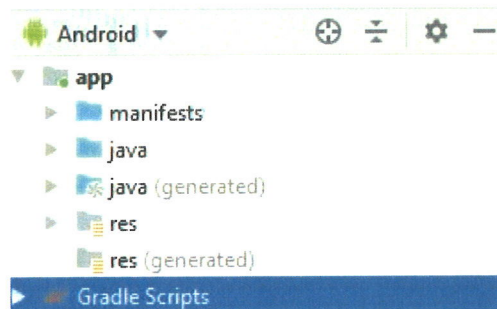 Android
app
manifests
java
java (generated)
res
res (generated)
Gradle Scripts